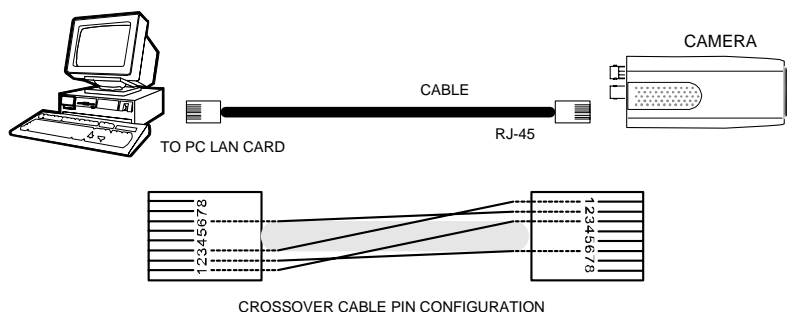 CAMERA
CABLE
RJ-45
TO PC LAN CARD
12345678
12345678
CROSSOVER CABLE PIN CONFIGURATION